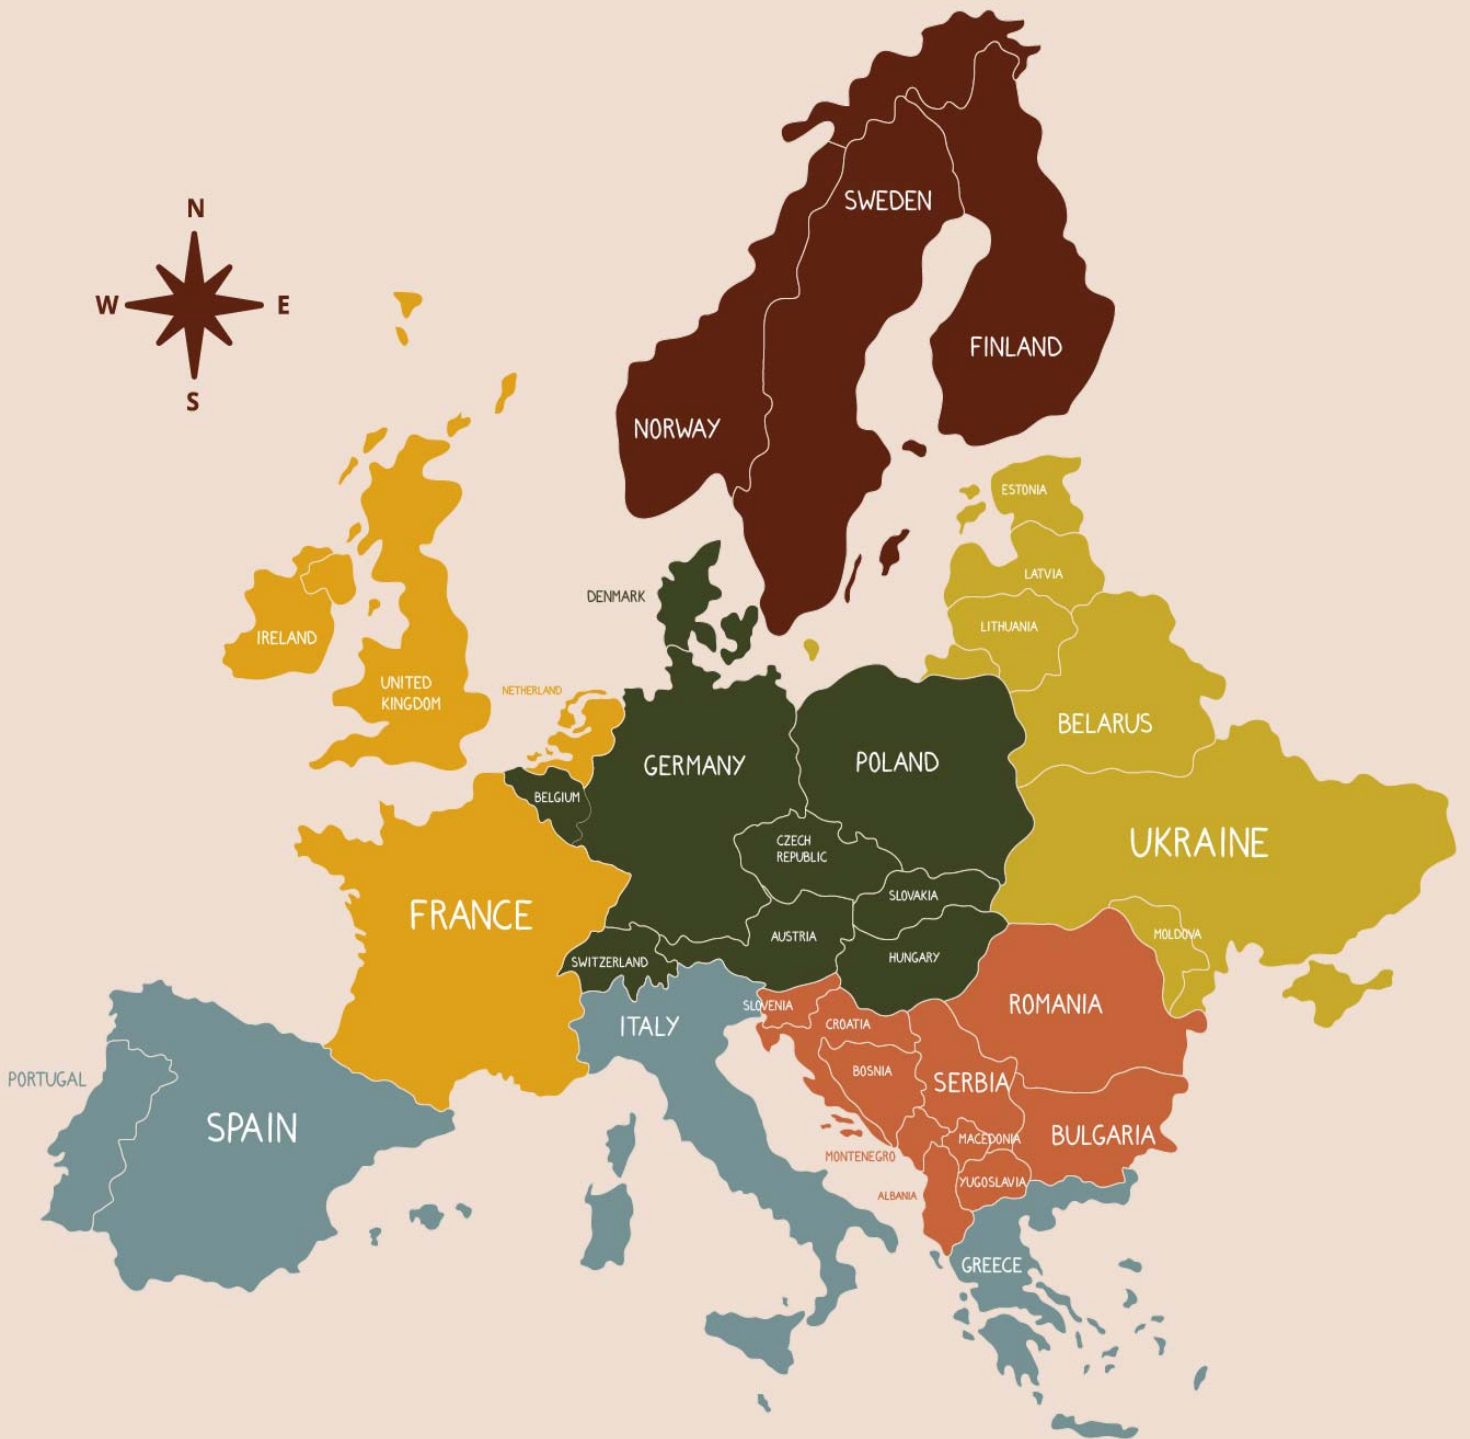 SWEDEN
N
W
E
FINLAND
S
NORWAY
ESTONIA
LATVIA
DENMARK
LITHUANIA
IRELAND
UNITED
KINGDOM
NETHERLAND
BELARUS
GERMANY
POLAND
BELGIUM
UKRAINE
CZECH
REPUBLIC
SLOVAKIA
FRANCE
AUSTRIA
MOLDOVA
HUNGARY
SWITZERLAND
SLOVENIA
ROMANIA
ITALY
CROATIA
BOSNIA
PORTUGAL
SERBIA
SPAIN
MACEDONIA
BULGARIA
MONTENEGRO
YUGOSLAVIA
ALBANIA
GREECE